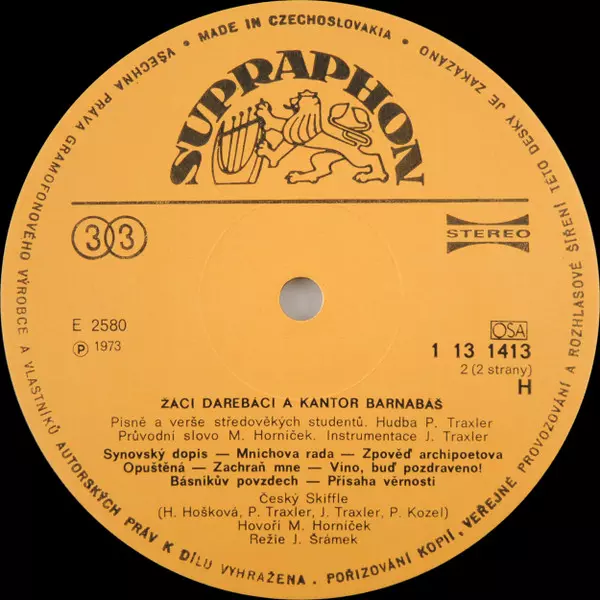 VŠECHNA PRÁVA GRAMOFONOVÉHO VÝROBCE A VLASTNÍKŮ AUTORSKÝCH PRÁV K DÍLU VYHRAŽENA. POŘIZOVÁNÍ KOPIÍ, VEŘEJNÉ PROVOZOVÁNÍ A ROZHLASOVÉ ŠÍŘENÍ TÉTO DESKY JE ZAKÁZÁNO • MADE IN CZECHOSLOVAKIA •
SUPRAPHON
33
STEREO
E 2580
℗ 1973
OSA
1 13 1413
2 (2 strany)
H
ŽÁCI DAREBÁCI A KANTOR BARNABÁŠ
Písně a verše středověkých studentů. Hudba P. Traxler
Průvodní slovo M. Horníček. Instrumentace J. Traxler
Synovský dopis — Mnichova rada — Zpověď archipoetova
Opuštěná — Zachraň mne — Vino, buď pozdraveno!
Básníkův povzdech — Přísaha věrnosti
Český Skiffle
(H. Hošková, P. Traxler, J. Traxler, P. Kozel)
Hovoří M. Horníček
Režie J. Šrámek